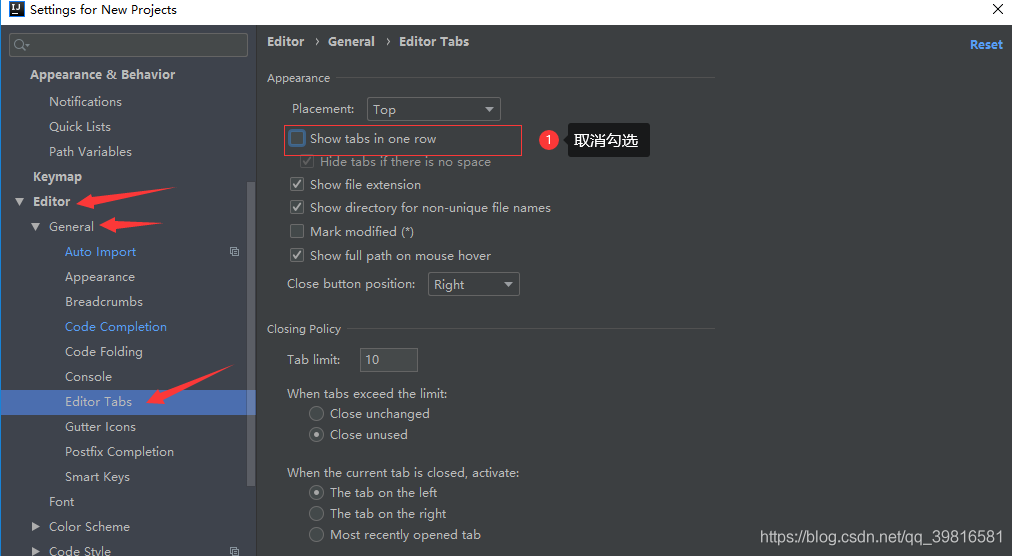 IJ Settings for New Projects
Appearance & Behavior
Notifications
Quick Lists
Path Variables
Keymap
Editor
General
Auto Import
Appearance
Breadcrumbs
Code Completion
Code Folding
Console
Editor Tabs
Gutter Icons
Postfix Completion
Smart Keys
Font
Color Scheme
Code Style
Editor › General › Editor Tabs
Reset
Appearance
Placement: Top
Show tabs in one row
1 取消勾选
Hide tabs if there is no space
Show file extension
Show directory for non-unique file names
Mark modified (*)
Show full path on mouse hover
Close button position: Right
Closing Policy
Tab limit: 10
When tabs exceed the limit:
Close unchanged
Close unused
When the current tab is closed, activate:
The tab on the left
The tab on the right
Most recently opened tab
https://blog.csdn.net/qq_39816581